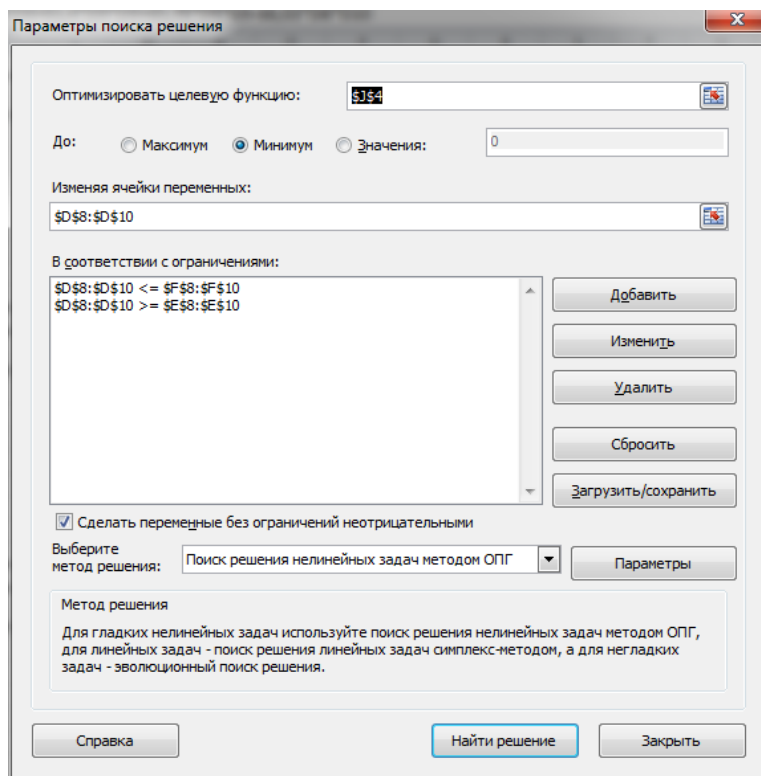 Параметры поиска решения
Оптимизировать целевую функцию:
$J$4
До:
Максимум
Минимум
Значения:
0
Изменяя ячейки переменных:
$D$8:$D$10
В соответствии с ограничениями:
$D$8:$D$10 <= $F$8:$F$10
$D$8:$D$10 >= $E$8:$E$10
Добавить
Изменить
Удалить
Сбросить
Загрузить/сохранить
Сделать переменные без ограничений неотрицательными
Выберите
метод решения:
Поиск решения нелинейных задач методом ОПГ
Параметры
Метод решения
Для гладких нелинейных задач используйте поиск решения нелинейных задач методом ОПГ,
для линейных задач - поиск решения линейных задач симплекс-методом, а для негладких
задач - эволюционный поиск решения.
Справка
Найти решение
Закрыть